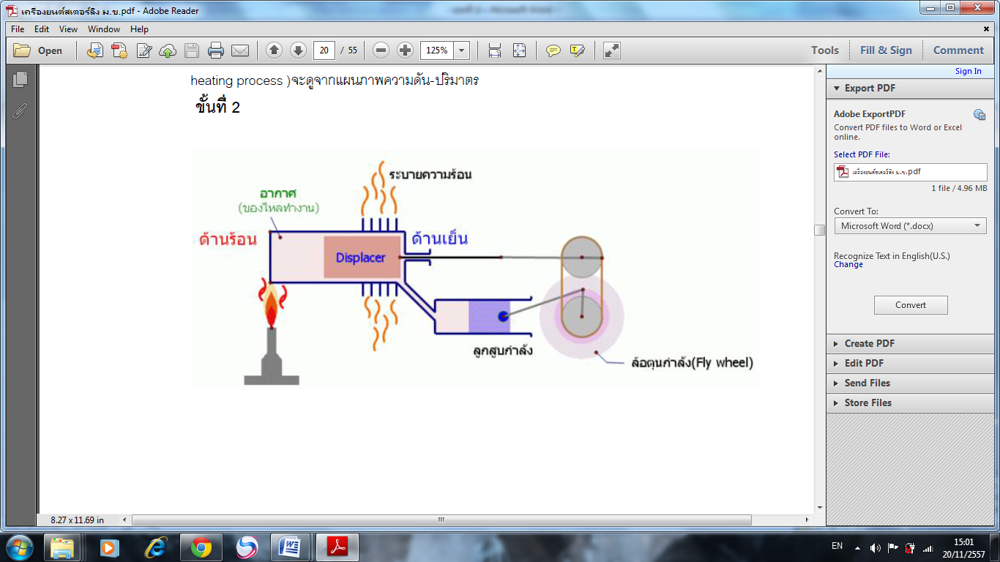 เครื่องยนต์สเตอร์ลิง ม.ข.pdf - Adobe Reader
File Edit View Window Help
Open 20 / 55 125% Tools Fill & Sign Comment
Sign In
heating process )จะดูจากแผนภาพความดัน-ปริมาตร
ขั้นที่ 2
ระบายความร้อน
อากาศ
(ของไหลทำงาน)
ด้านร้อน
ด้านเย็น
Displacer
ลูกสูบกำลัง
ล้อตุนกำลัง(Fly wheel)
Export PDF
Adobe ExportPDF
Convert PDF files to Word or Excel
online.
Select PDF File:
เครื่องยนต์สเตอร์ลิง ม.ข.pdf
1 file / 4.96 MB
Convert To:
Microsoft Word (*.docx)
Recognize Text in English(U.S.)
Change
Convert
Create PDF
Edit PDF
Send Files
Store Files
8.27 x 11.69 in
EN
15:01
20/11/2557